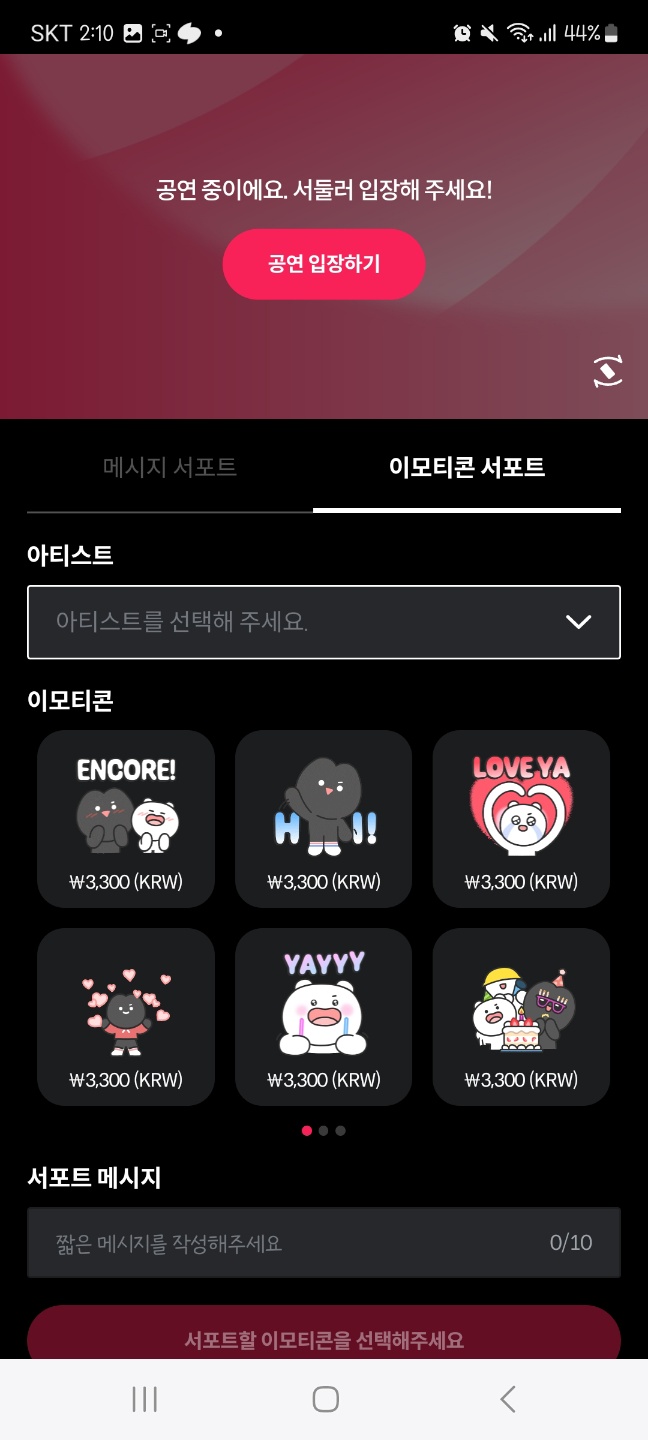 SKT 2:10
44%
공연 중이에요. 서둘러 입장해 주세요!
공연 입장하기
메시지 서포트
이모티콘 서포트
아티스트
아티스트를 선택해 주세요.
이모티콘
ENCORE!
₩3,300 (KRW)
HI!
₩3,300 (KRW)
LOVE YA
₩3,300 (KRW)
₩3,300 (KRW)
YAYYY
₩3,300 (KRW)
₩3,300 (KRW)
서포트 메시지
짧은 메시지를 작성해주세요
0/10
서포트할 이모티콘을 선택해주세요